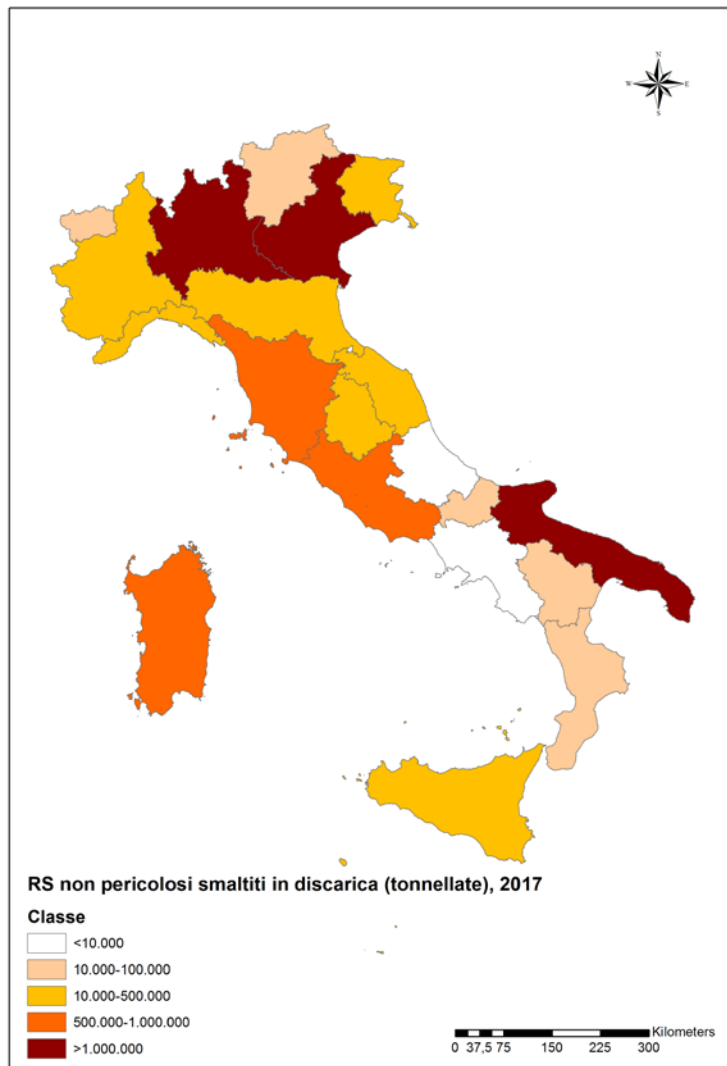 N
W E
S
RS non pericolosi smaltiti in discarica (tonnellate), 2017
Classe
<10.000
10.000-100.000
10.000-500.000
500.000-1.000.000
>1.000.000
Kilometers
0 37,5 75 150 225 300